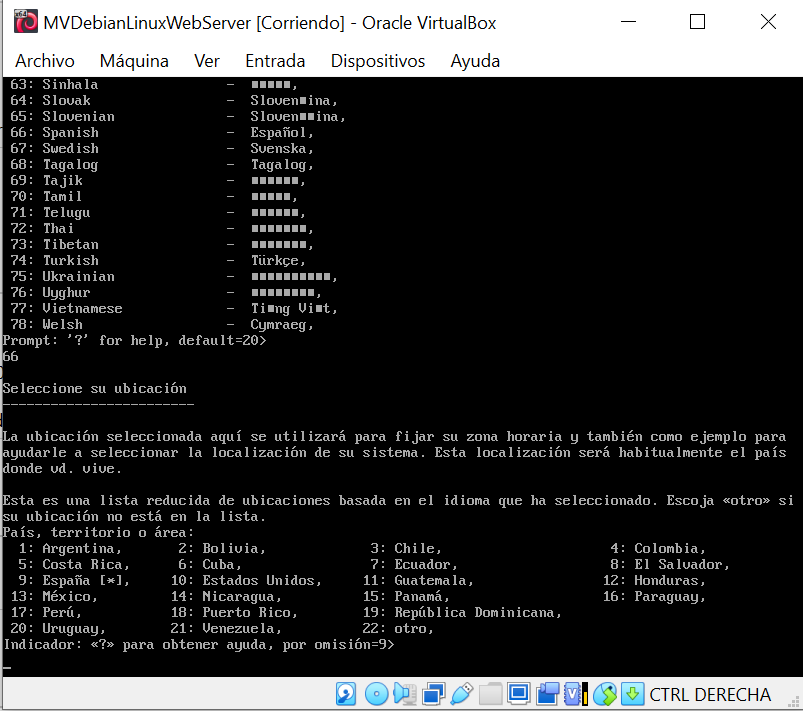 MVDebianLinuxWebServer [Corriendo] - Oracle VirtualBox
Archivo Máquina Ver Entrada Dispositivos Ayuda
63: Sinhala - ■■■■■,
64: Slovak - Sloven■ina,
65: Slovenian - Sloven■■ina,
66: Spanish - Español,
67: Swedish - Svenska,
68: Tagalog - Tagalog,
69: Tajik - ■■■■■■,
70: Tamil - ■■■■■,
71: Telugu - ■■■■■■,
72: Thai - ■■■■■■■,
73: Tibetan - ■■■■■■■,
74: Turkish - Türkçe,
75: Ukrainian - ■■■■■■■■■■,
76: Uyghur - ■■■■■■■■,
77: Vietnamese - Ti■ng Vi■t,
78: Welsh - Cymraeg,
Prompt: '?' for help, default=20>
66
Seleccione su ubicación
------------------------
La ubicación seleccionada aquí se utilizará para fijar su zona horaria y también como ejemplo para
ayudarle a seleccionar la localización de su sistema. Esta localización será habitualmente el país
donde vd. vive.
Esta es una lista reducida de ubicaciones basada en el idioma que ha seleccionado. Escoja «otro» si
su ubicación no está en la lista.
País, territorio o área:
1: Argentina, 2: Bolivia, 3: Chile, 4: Colombia,
5: Costa Rica, 6: Cuba, 7: Ecuador, 8: El Salvador,
9: España [*], 10: Estados Unidos, 11: Guatemala, 12: Honduras,
13: México, 14: Nicaragua, 15: Panamá, 16: Paraguay,
17: Perú, 18: Puerto Rico, 19: República Dominicana,
20: Uruguay, 21: Venezuela, 22: otro,
Indicador: «?» para obtener ayuda, por omisión=9>
_
CTRL DERECHA